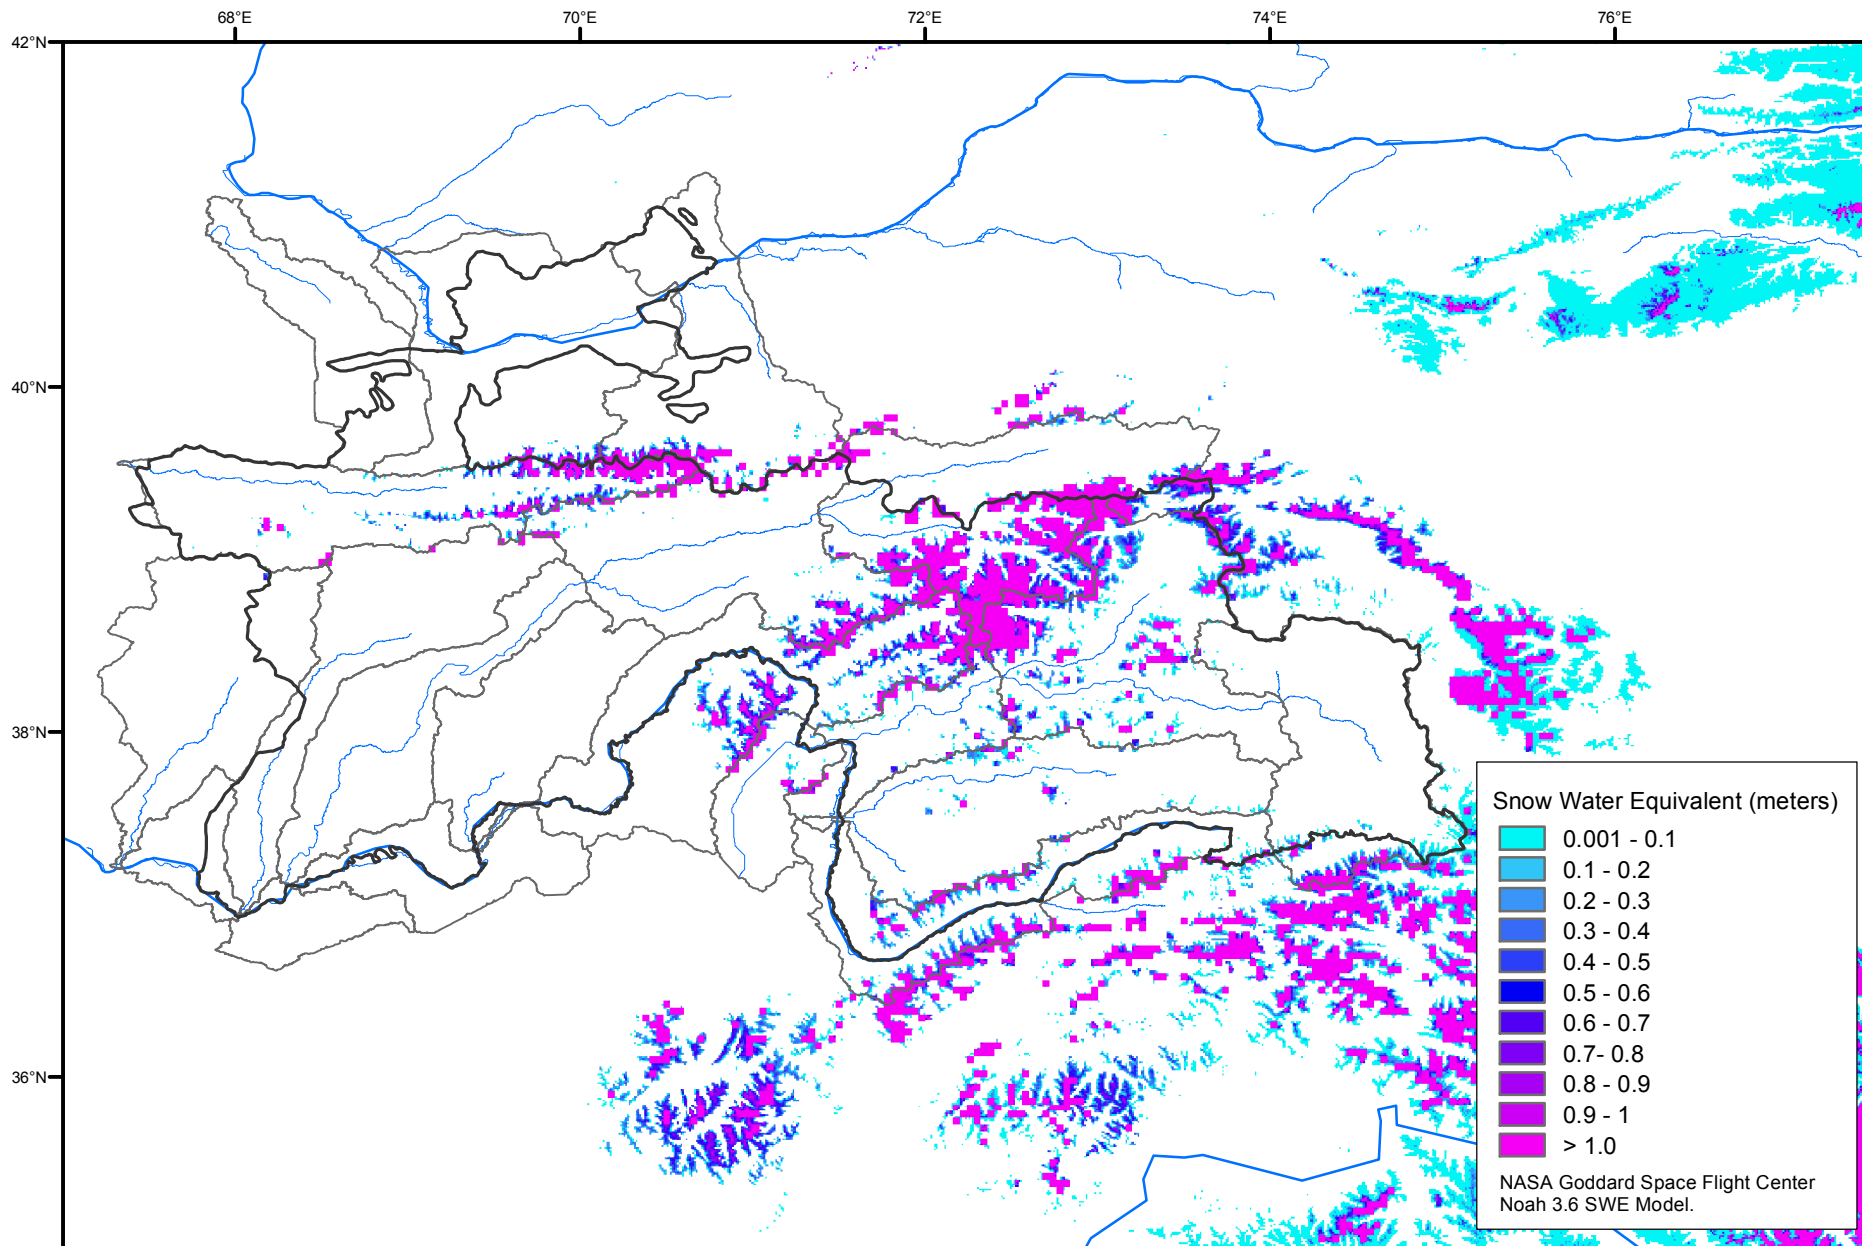 68°E
70°E
72°E
74°E
76°E
42°N
40°N
38°N
36°N
Snow Water Equivalent (meters)
0.001 - 0.1
0.1 - 0.2
0.2 - 0.3
0.3 - 0.4
0.4 - 0.5
0.5 - 0.6
0.6 - 0.7
0.7- 0.8
0.8 - 0.9
0.9 - 1
> 1.0
NASA Goddard Space Flight Center
Noah 3.6 SWE Model.